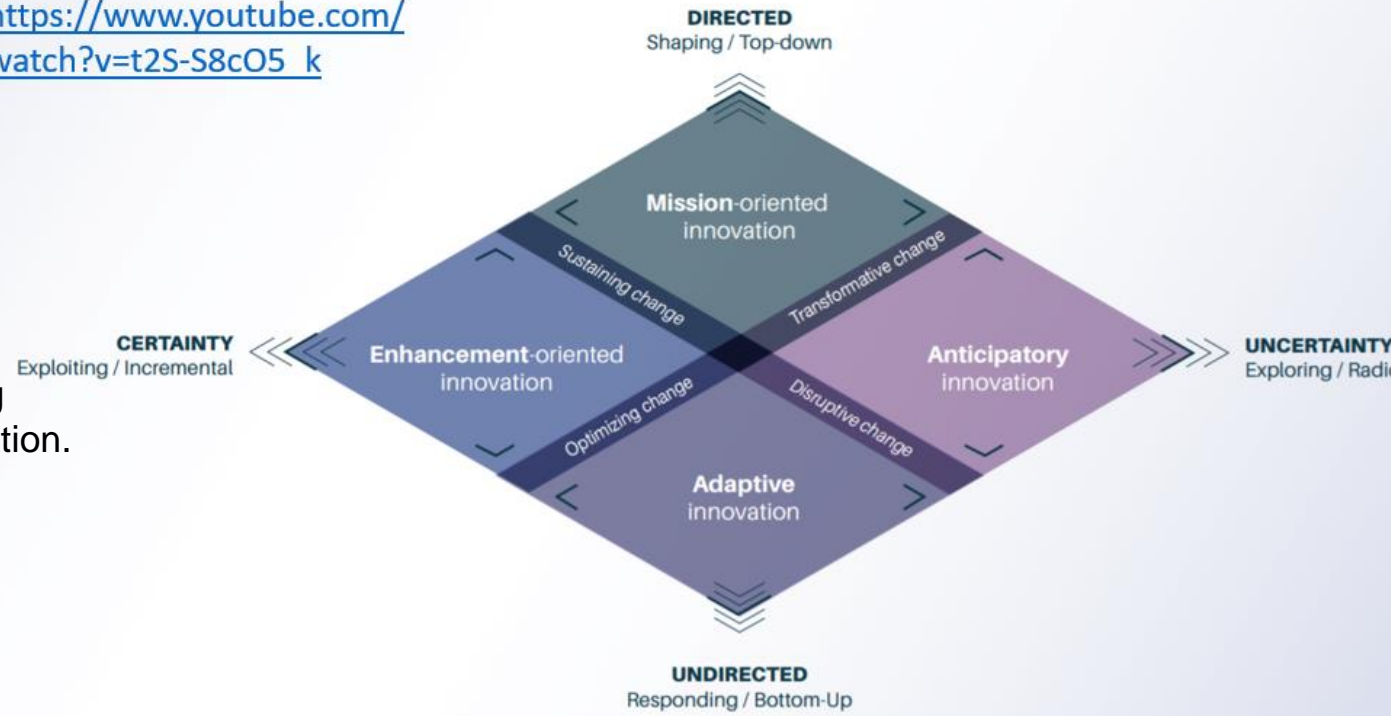 https://www.youtube.com/
watch?v=t2S-S8cO5_k
DIRECTED
Shaping / Top-down
Mission-oriented
innovation
Sustaining change
Transformative change
CERTAINTY
Exploiting / Incremental
Enhancement-oriented
innovation
Anticipatory
innovation
UNCERTAINTY
Exploring /
Optimizing change
Disruptive change
tion.
Adaptive
innovation
UNDIRECTED
Responding / Bottom-Up